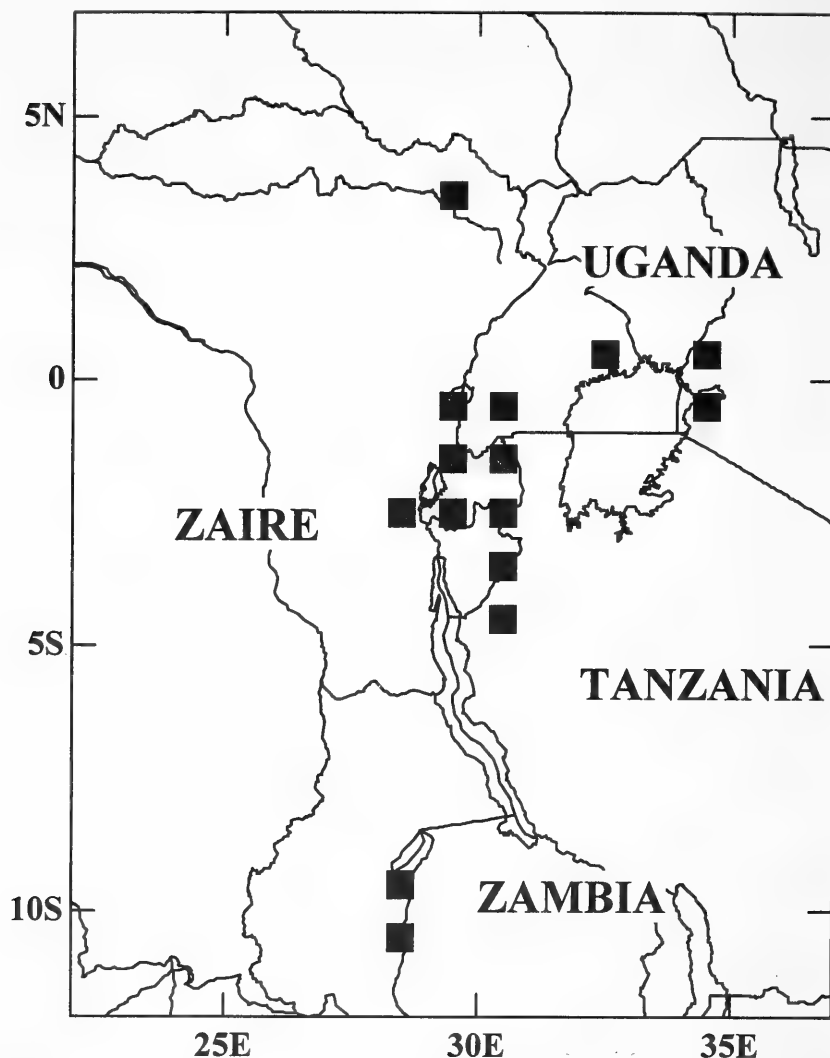 5N
UGANDA
0
ZAIRE
5S
TANZANIA
ZAMBIA
10S
25E 30E 35E